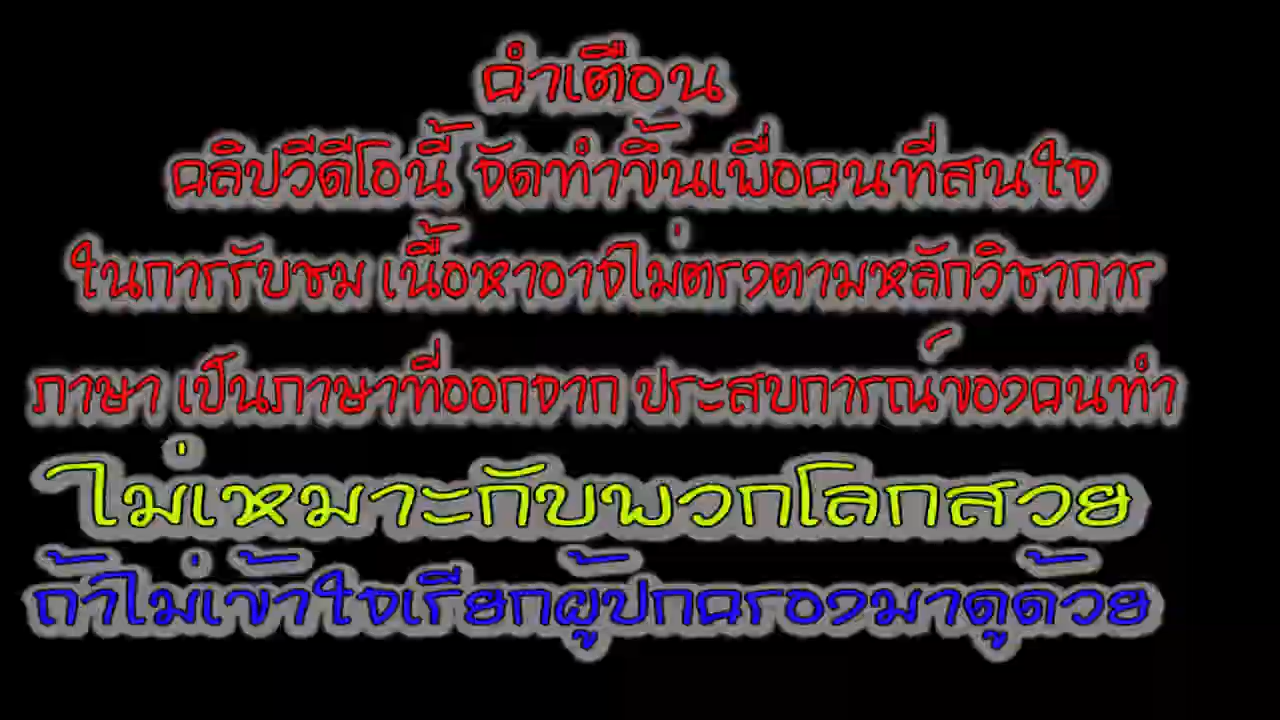 คำเตือน
คลิปวีดีโอนี้ จัดทำขึ้นเพื่อคนที่สนใจ
ในการรับชม เนื้อหาอาจไม่ตรงตามหลักวิชาการ
ภาษา เป็นภาษาที่ออกจาก ประสบการณ์ของคนทำ
ไม่เหมาะกับพวกโลกสวย
ถ้าไม่เข้าใจเรียกผู้ปกครองมาดูด้วย